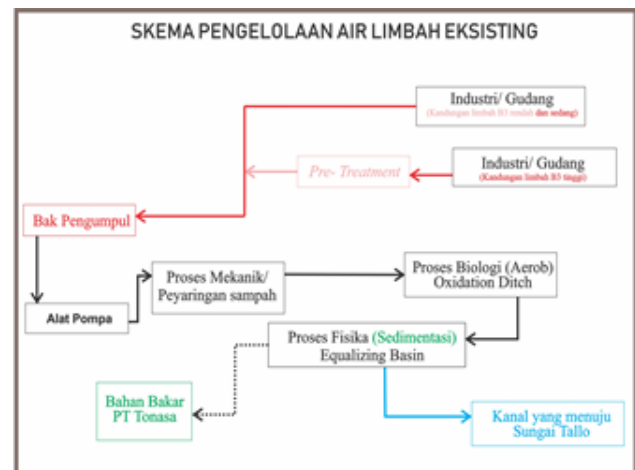 SKEMA PENGELOLAAN AIR LIMBAH EKSISTING
Industri/ Gudang
(Kandungan limbah B3 rendah dan sedang)
Pre- Treatment
Industri/ Gudang
(Kandungan limbah B3 tinggi)
Bak Pengumpul
Proses Mekanik/
Peyaringan sampah
Proses Biologi (Aerob)
Oxidation Ditch
Alat Pompa
Proses Fisika (Sedimentasi)
Equalizing Basin
Bahan Bakar
PT Tonasa
Kanal yang menuju
Sungai Tallo